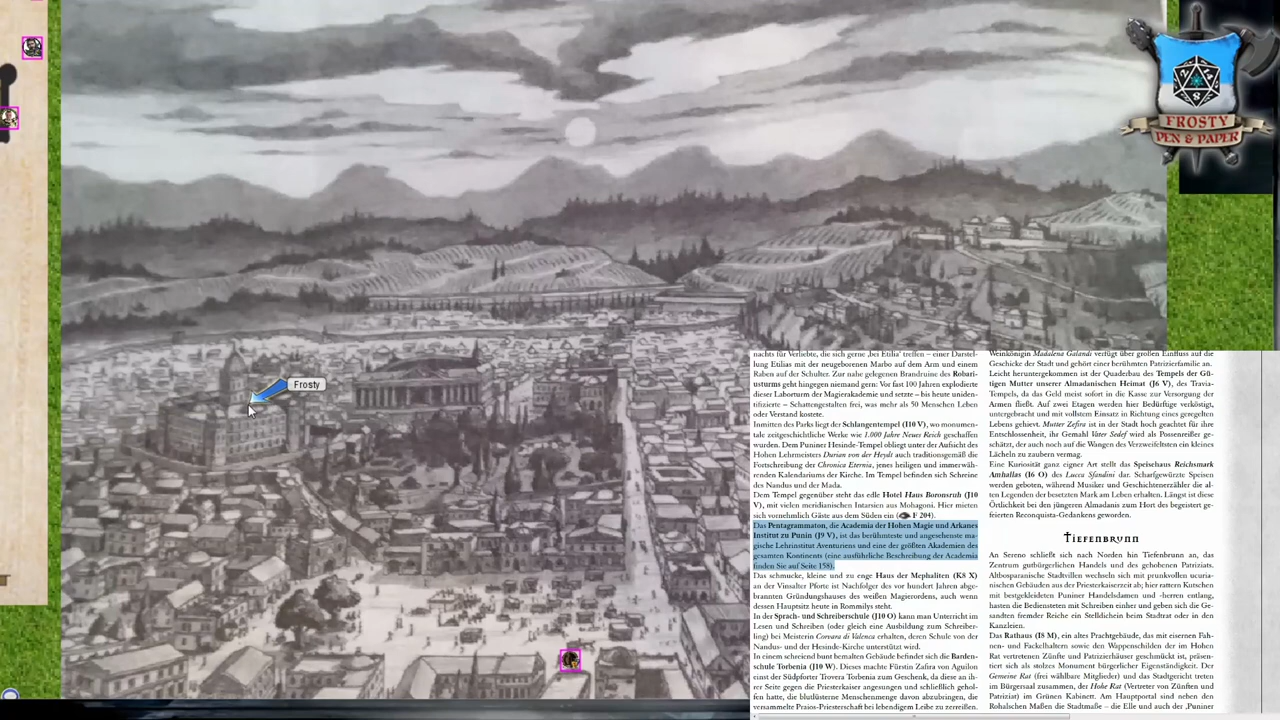 Frosty
FROSTY
PEN & PAPER
nachts für Verliebte, die sich gerne ‚bei Etilia' treffen – einer Darstel-
lung Etilias mit der neugeborenen Marbo auf dem Arm und einem
Raben auf der Schulter. Zur nahe gelegenen Brandruine des Robur-
usturms geht hingegen niemand gern: Vor fast 100 Jahren explodierte
dieser Laborturm der Magierakademie und setzte – bis heute uniden-
tifizierte – Schattengestalten frei, was mehr als 50 Menschen Leben
oder Verstand kostete.
Inmitten des Parks liegt der Schlangentempel (I10 V), wo monumen-
tale zeitgeschichtliche Werke wie 1.000 Jahre Neues Reich geschaffen
wurden. Dem Puniner Hesinde-Tempel obliegt unter der Aufsicht des
Hohen Lehrmeisters Durian von der Heydt auch traditionsgemäß die
Fortschreibung der Chronica Eternia, jenes heiligen und immerwäh-
renden Kalendariums der Kirche. Im Tempel befinden sich Schreine
des Nandus und der Mada.
Dem Tempel gegenüber steht das edle Hotel Haus Boronsruh (J10
V), mit vielen meridianischen Intarsien aus Mohagoni. Hier mieten
sich vornehmlich Gäste aus dem Süden ein ( F 204).
Das Pentagrammaton, die Academia der Hohen Magie und Arkanes
Institut zu Punin (J9 V), ist das berühmteste und angesehenste ma-
gische Lehrinstitut Aventuriens und eine der größten Akademien des
gesamten Kontinents (eine ausführliche Beschreibung der Academia
finden Sie auf Seite 158).
Das schmucke, kleine und zu enge Haus der Mephaliten (K8 X)
an der Vinsalter Pforte ist Nachfolger des vor hundert Jahren abge-
brannten Gründungshauses des weißen Magierordens, auch wenn
dessen Hauptsitz heute in Rommilys steht.
In der Sprach- und Schreiberschule (J10 O) kann man Unterricht im
Lesen und Schreiben (oder gleich eine Ausbildung zum Schreiber-
ling) bei Meisterin Corvara di Valenca erhalten, deren Schule von der
Nandus- und der Hesinde-Kirche unterstützt wird.
In einem schreiend bunt bemalten Gebäude befindet sich die Barden-
schule Torbenia (J10 W). Dieses machte Fürstin Zafira von Aguilon
einst der Südpforter Trovera Torbenia zum Geschenk, da diese an ih-
rer Seite gegen die Priesterkaiser angesungen und schließlich gehol-
fen hatte, die blutlüsterne Menschenmenge davon abzubringen, die
versammelte Praios-Priesterschaft bei lebendigem Leibe zu zerreißen.
Weinkönigin Madalena Galandi verfügt über großen Einfluss auf die
Geschicke der Stadt und gehört einer berühmten Patrizierfamilie an.
Leicht heruntergekommen ist der Quaderbau des Tempels der Gü-
tigen Mutter unserer Almadanischen Heimat (J6 V), des Travia-
Tempels, da das Geld meist sofort in die Kasse zur Versorgung der
Armen fließt. Auf zwei Etagen werden hier Bedürftige verköstigt,
untergebracht und mit vollstem Einsatz in Richtung eines geregelten
Lebens geführt. Mutter Zefira ist in der Stadt hoch geachtet für ihre
Entschlossenheit, ihr Gemahl Vater Sedef wird als Possenreißer ge-
schätzt, der auch noch auf die Wangen des Verzweifeltsten ein kleines
Lächeln zu zaubern vermag.
Eine Kuriosität ganz eigner Art stellt das Speisehaus Reichsmark
Amhallas (I6 O) des Lucca Sfandini dar. Scharfgewürzte Speisen
werden geboten, während Musiker und Geschichtenerzähler die al-
ten Legenden der besetzten Mark am Leben erhalten. Längst ist diese
Örtlichkeit bei den jüngeren Almadanis zum Hort des begeistert ge-
feierten Reconquista-Gedankens geworden.
TIEFENBRUNN
An Sereno schließt sich nach Norden hin Tiefenbrunn an, das
Zentrum gutbürgerlichen Handels und des gehobenen Patriziats.
Altbosparanische Stadtvillen wechseln sich mit prunkvollen ucuria-
nischen Gebäuden aus der Priesterkaiserzeit ab; hier rattern Kutschen
mit bestgekleideten Puniner Handelsdamen und -herren entlang,
hasten die Bediensteten mit Schreiben einher und geben sich die Ge-
sandten fremder Reiche ein Stelldichein beim Stadtrat oder in den
Kanzleien.
Das Rathaus (I8 M), ein altes Prachtgebäude, das mit eisernen Fah-
nen- und Fackelhaltern sowie den Wappenschilden der im Hohen
Rat vertretenen Zünfte und Patrizierhäuser geschmückt ist, präsen-
tiert sich als stolzes Monument bürgerlicher Eigenständigkeit. Der
Gemeine Rat (frei wählbare Mitglieder) und das Stadtgericht treten
im Bürgersaal zusammen, der Hohe Rat (Vertreter von Zünften und
Patriziat) im Grünen Kabinett. Am Hauptportal sind neben den
Hohlraschen Maßen die Stadtmaße – die Elle und auch der ‚Puniner